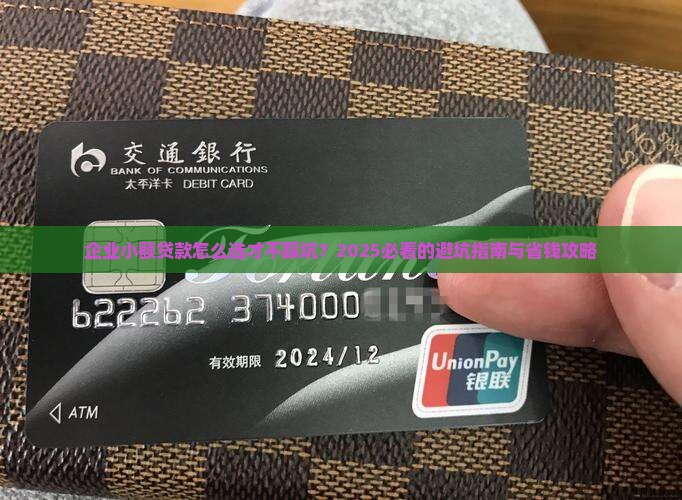 交通銀行
BANK OF COMMUNICATIONS
太平洋卡 DEBIT CARD
企业小额贷款怎么选才不踩坑？2025必看的避坑指南与省钱攻略
Fortune
622262 374000
有效期限 2024/12
UnionPay
银联
ATM